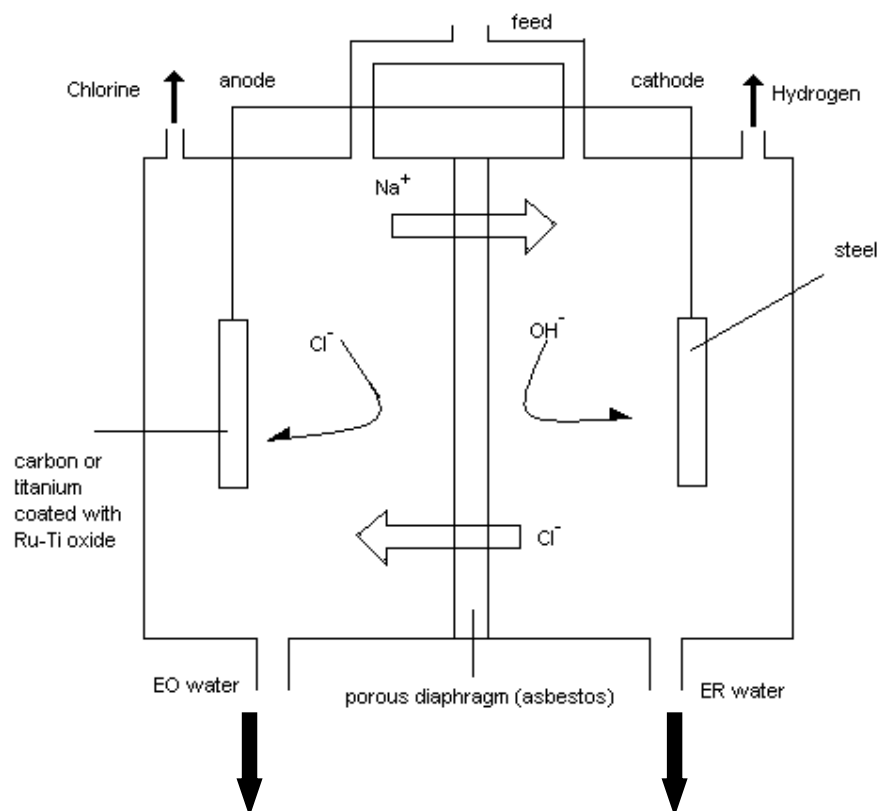 feed
Chlorine
anode
cathode
Hydrogen
Na+
steel
Cl-
OH-
carbon or
titanium
coated with
Ru-Ti oxide
Cl-
EO water
porous diaphragm (asbestos)
ER water